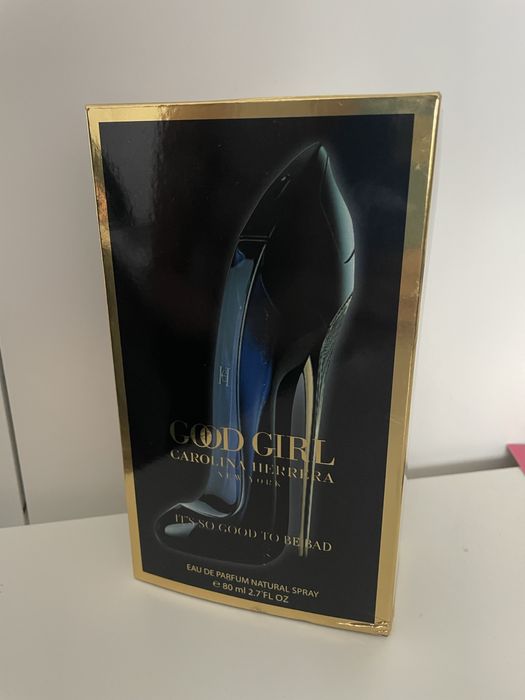 GOOD GIRL
CAROLINA HERRERA
NEW YORK
IT'S SO GOOD TO BE BAD
EAU DE PARFUM NATURAL SPRAY
℮ 80 ml 2.7 FL OZ